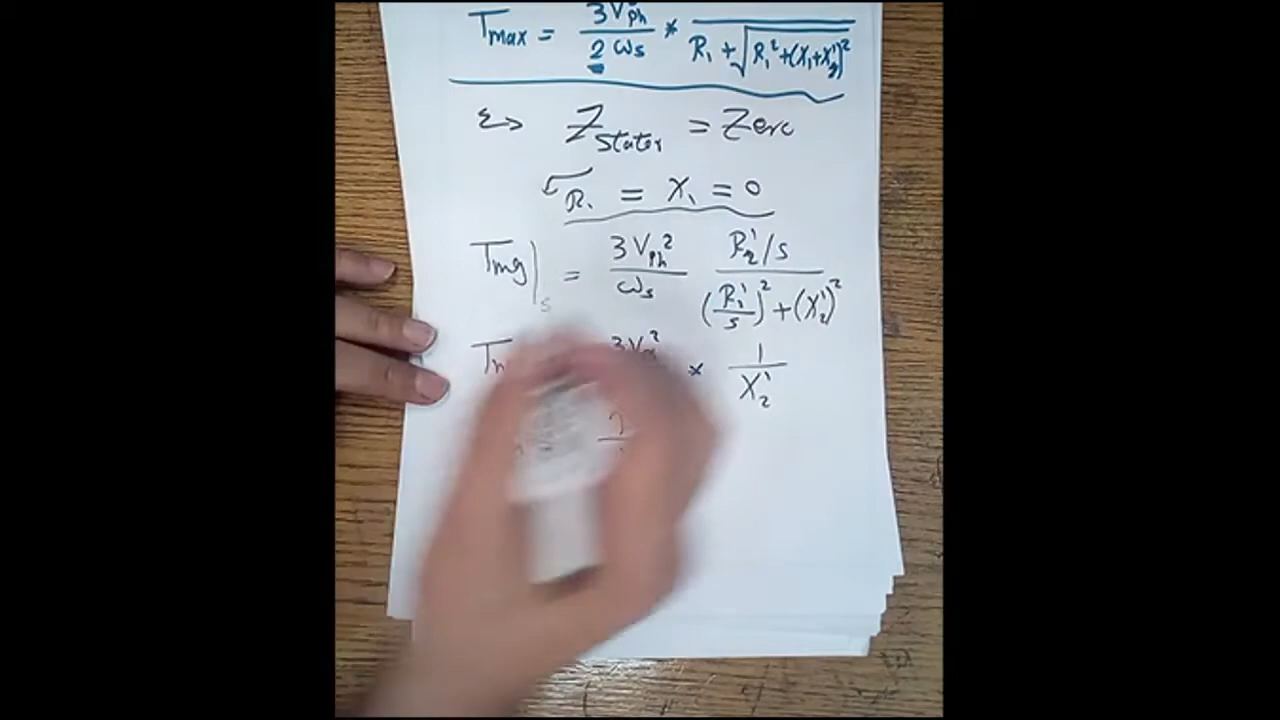 Tmax = 3Vph / 2 ωs * R1 + √R1² + (X1 + X2')²
Zstator = Zero
R1 = X1 = 0
Tmg|s = 3Vph² / ωs R2'/s / (R2'/s)² + (X2')²
3V * 1 / X2'